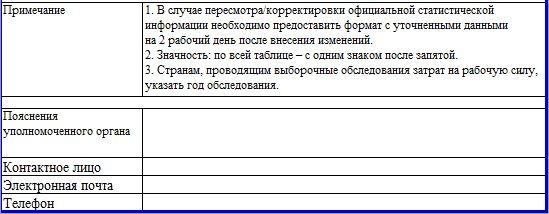 Примечание
1. В случае пересмотра/корректировки официальной статистической
информации необходимо предоставить формат с уточненными данными
на 2 рабочий день после внесения изменений.
2. Значность: по всей таблице – с одним знаком после запятой.
3. Странам, проводящим выборочные обследования затрат на рабочую силу,
указать год обследования.
Пояснения
уполномоченного органа
Контактное лицо
Электронная почта
Телефон